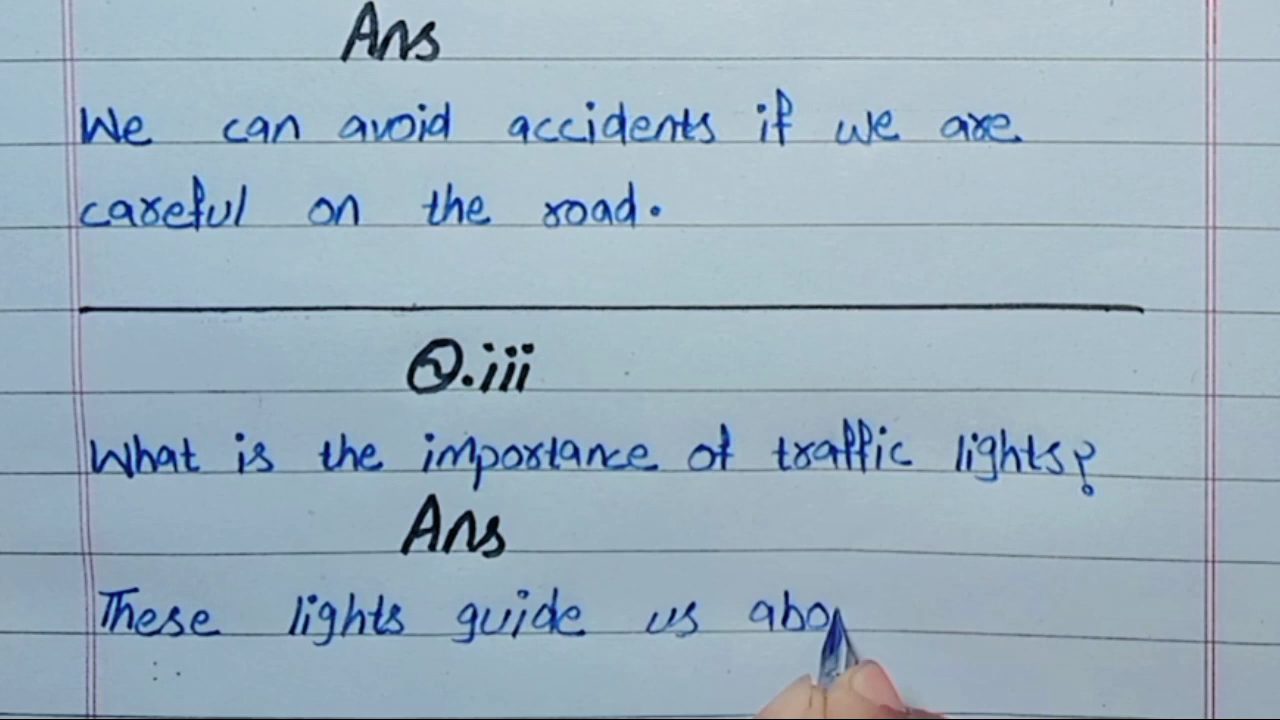 Ans
We can avoid accidents if we are
careful on the road.
Q.iii
What is the importance of traffic lights?
Ans
These lights guide us abo